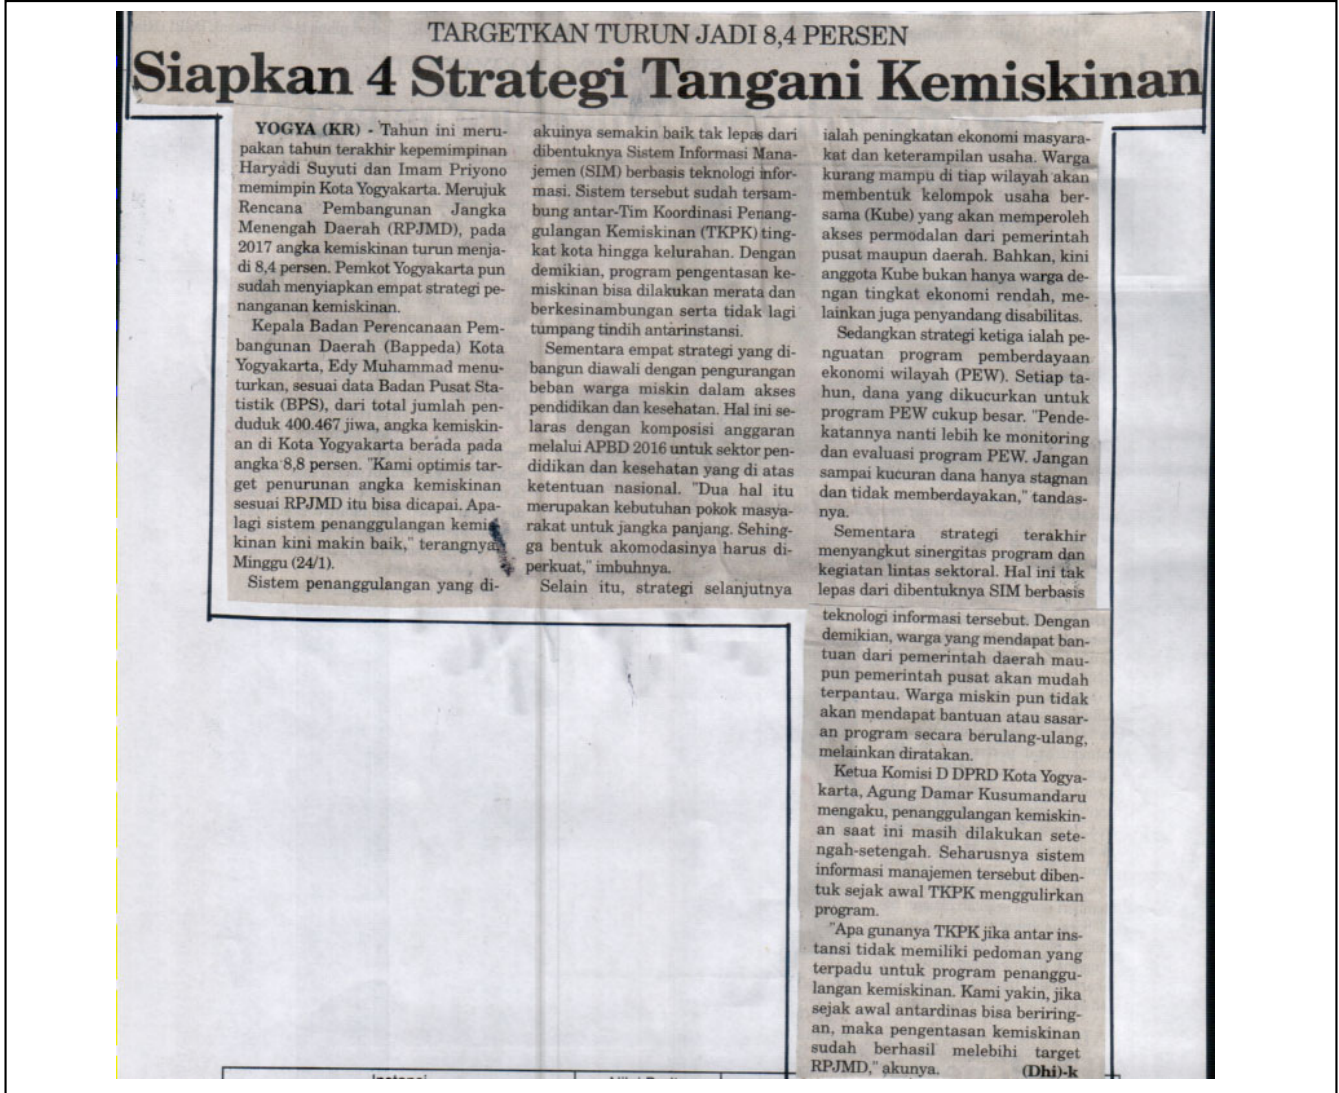 TARGETKAN TURUN JADI 8,4 PERSEN
Siapkan 4 Strategi Tangani Kemiskinan
YOGYA (KR) - Tahun ini meru-
pakan tahun terakhir kepemimpinan
Haryadi Suyuti dan Imam Priyono
memimpin Kota Yogyakarta. Merujuk
Rencana Pembangunan Jangka
Menengah Daerah (RPJMD), pada
2017 angka kemiskinan turun menja-
di 8,4 persen. Pemkot Yogyakarta pun
sudah menyiapkan empat strategi pe-
nanganan kemiskinan.
Kepala Badan Perencanaan Pem-
bangunan Daerah (Bappeda) Kota
Yogyakarta, Edy Muhammad menu-
turkan, sesuai data Badan Pusat Sta-
tistik (BPS), dari total jumlah pen-
duduk 400.467 jiwa, angka kemiskin-
an di Kota Yogyakarta berada pada
angka 8,8 persen. "Kami optimis tar-
get penurunan angka kemiskinan
sesuai RPJMD itu bisa dicapai. Apa-
lagi sistem penanggulangan kemis-
kinan kini makin baik," terangnya,
Minggu (24/1).
Sistem penanggulangan yang di-
akuinya semakin baik tak lepas dari
dibentuknya Sistem Informasi Mana-
jemen (SIM) berbasis teknologi infor-
masi. Sistem tersebut sudah tersam-
bung antar-Tim Koordinasi Penang-
gulangan Kemiskinan (TKPK) ting-
kat kota hingga kelurahan. Dengan
demikian, program pengentasan ke-
miskinan bisa dilakukan merata dan
berkesinambungan serta tidak lagi
tumpang tindih antarinstansi.
Sementara empat strategi yang di-
bangun diawali dengan pengurangan
beban warga miskin dalam akses
pendidikan dan kesehatan. Hal ini se-
laras dengan komposisi anggaran
melalui APBD 2016 untuk sektor pen-
didikan dan kesehatan yang di atas
ketentuan nasional. "Dua hal itu
merupakan kebutuhan pokok masya-
rakat untuk jangka panjang. Sehing-
ga bentuk akomodasinya harus di-
perkuat," imbuhnya.
Selain itu, strategi selanjutnya
ialah peningkatan ekonomi masyara-
kat dan keterampilan usaha. Warga
kurang mampu di tiap wilayah akan
membentuk kelompok usaha ber-
sama (Kube) yang akan memperoleh
akses permodalan dari pemerintah
pusat maupun daerah. Bahkan, kini
anggota Kube bukan hanya warga de-
ngan tingkat ekonomi rendah, me-
lainkan juga penyandang disabilitas.
Sedangkan strategi ketiga ialah pe-
nguatan program pemberdayaan
ekonomi wilayah (PEW). Setiap ta-
hun, dana yang dikucurkan untuk
program PEW cukup besar. "Pende-
katannya nanti lebih ke monitoring
dan evaluasi program PEW. Jangan
sampai kucuran dana hanya stagnan
dan tidak memberdayakan," tandas-
nya.
Sementara strategi terakhir
menyangkut sinergitas program dan
kegiatan lintas sektoral. Hal ini tak
lepas dari dibentuknya SIM berbasis
teknologi informasi tersebut. Dengan
demikian, warga yang mendapat ban-
tuan dari pemerintah daerah mau-
pun pemerintah pusat akan mudah
terpantau. Warga miskin pun tidak
akan mendapat bantuan atau sasar-
an program secara berulang-ulang,
melainkan diratakan.
Ketua Komisi D DPRD Kota Yogya-
karta, Agung Damar Kusumandaru
mengaku, penanggulangan kemiskin-
an saat ini masih dilakukan sete-
ngah-setengah. Seharusnya sistem
informasi manajemen tersebut diben-
tuk sejak awal TKPK menggulirkan
program.
"Apa gunanya TKPK jika antar ins-
tansi tidak memiliki pedoman yang
terpadu untuk program penanggu-
langan kemiskinan. Kami yakin, jika
sejak awal antardinas bisa beriring-
an, maka pengentasan kemiskinan
sudah berhasil melebihi target
RPJMD," akunya. (Dhi)-k